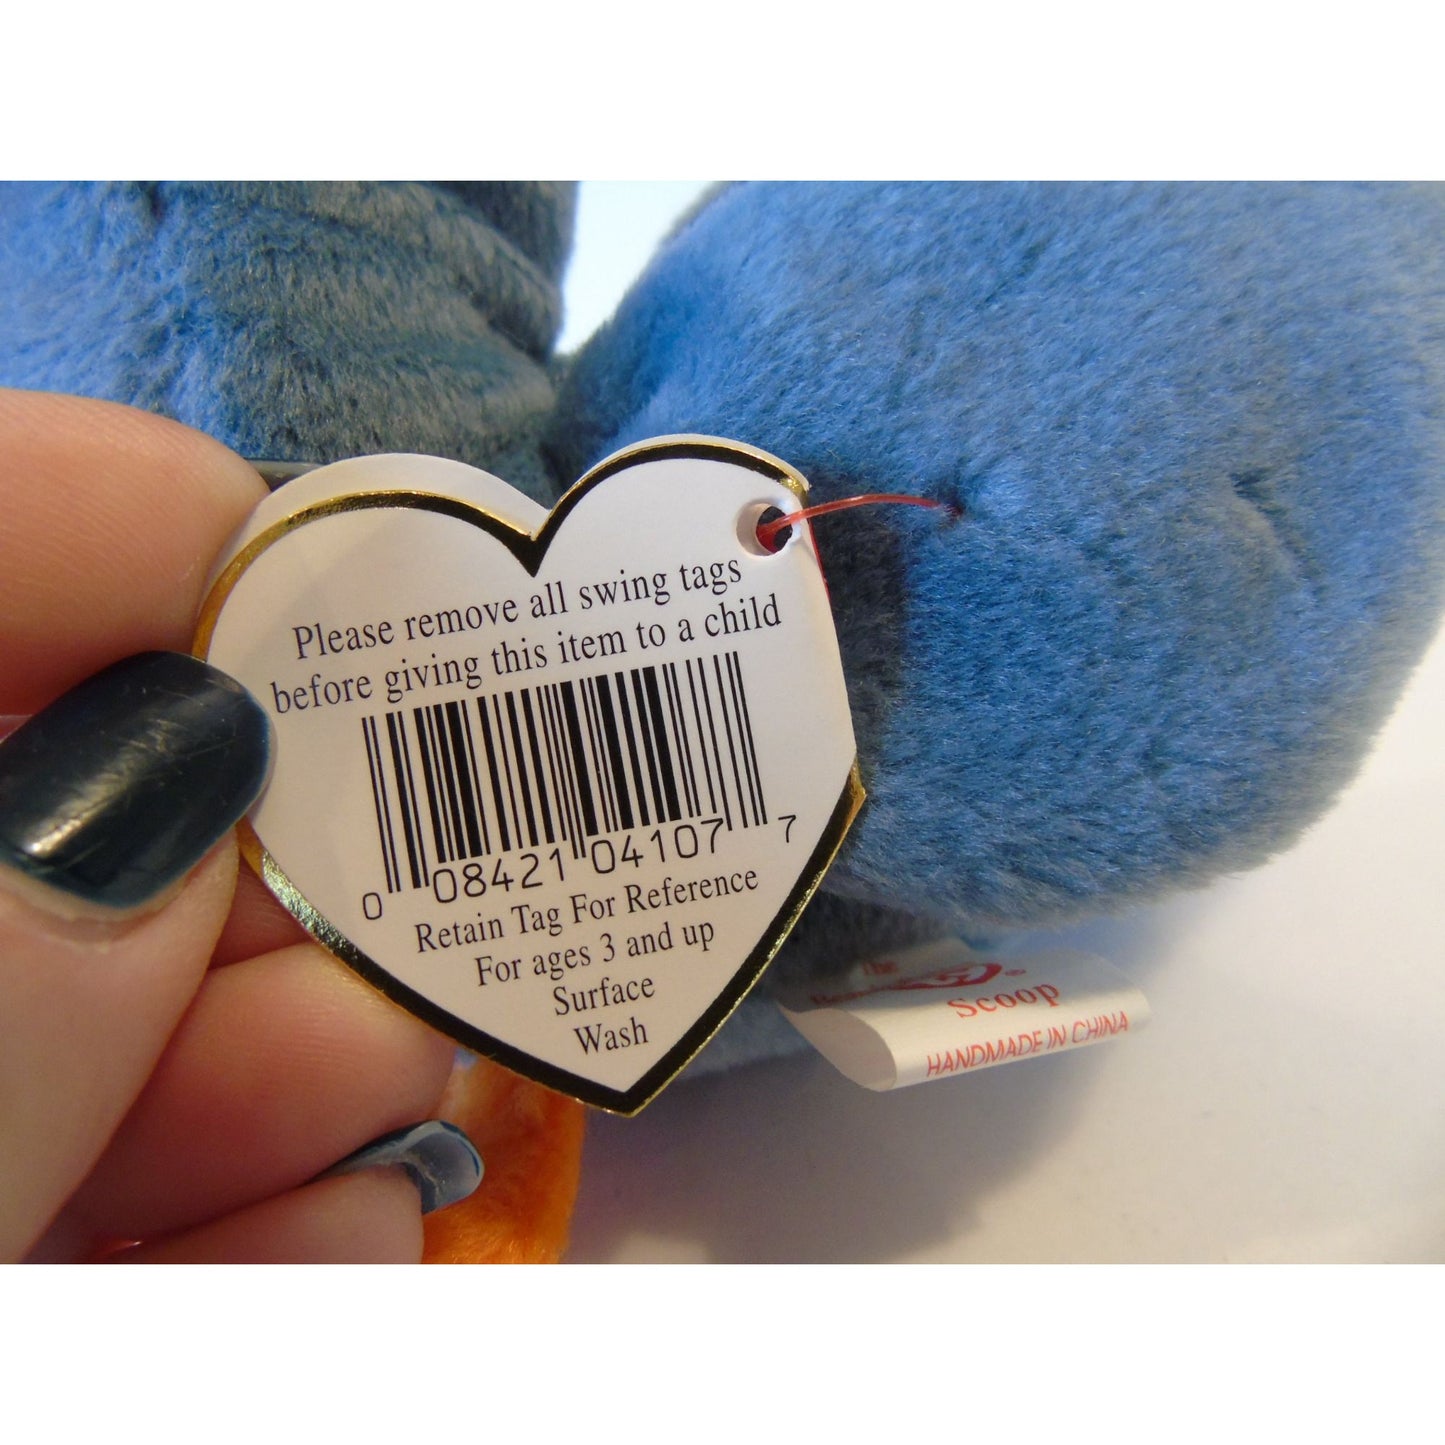 Please remove all swing tags
before giving this item to a child
0 08421 04107 7
Retain Tag For Reference
For ages 3 and up
Surface
Wash
The
Scoop
HANDMADE IN CHINA